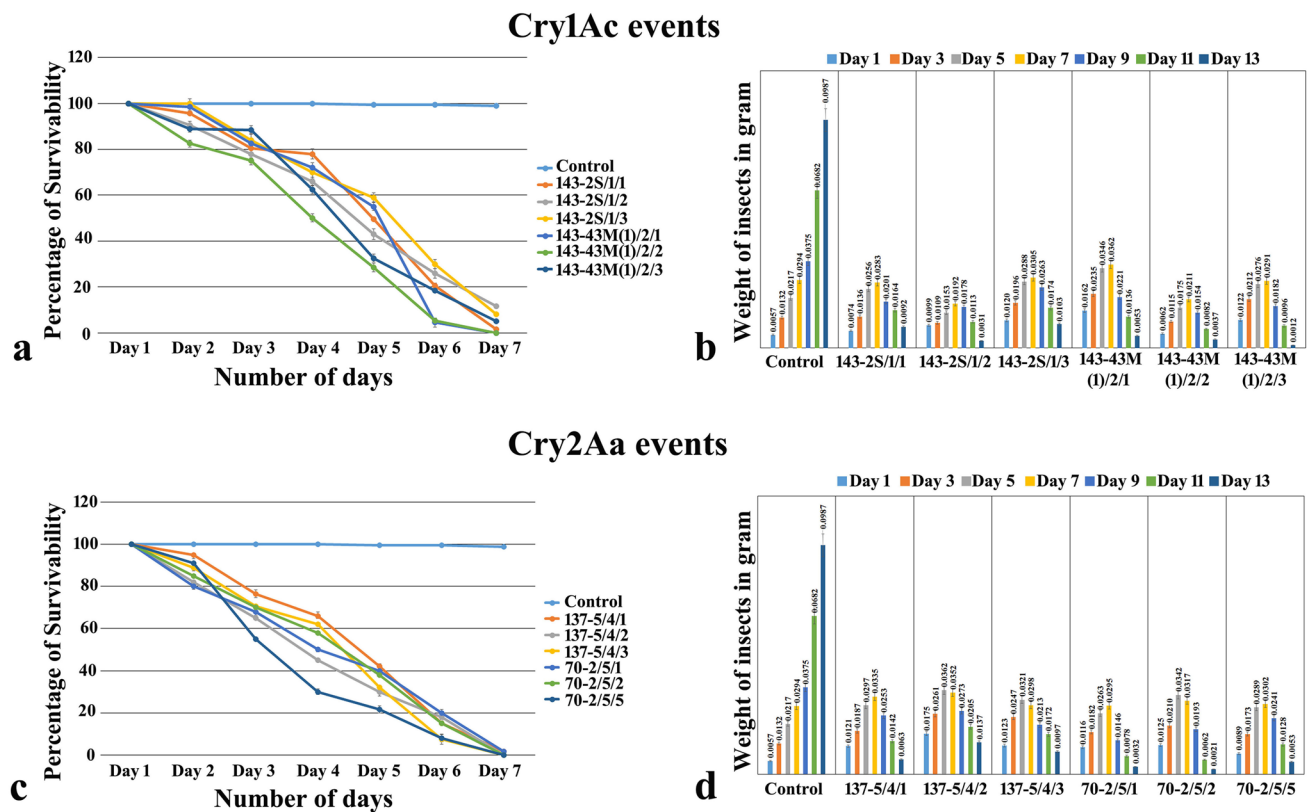 Cry1Ac events
120
100
80
60
40
20
0
Percentage of Survivability
Day 1 Day 2 Day 3 Day 4 Day 5 Day 6 Day 7
Number of days
a
Control
143-2S/1/1
143-2S/1/2
143-2S/1/3
143-43M(1)/2/1
143-43M(1)/2/2
143-43M(1)/2/3
Day 1 Day 3 Day 5 Day 7 Day 9 Day 11 Day 13
Weight of insects in gram
0.0057 0.0132 0.0217 0.0294 0.0375 0.0682 0.0987
0.0074 0.0136 0.0256 0.0283 0.0201 0.0164 0.0092
0.0099 0.0109 0.0153 0.0192 0.0178 0.0113 0.0031
0.0120 0.0196 0.0288 0.0305 0.0263 0.0174 0.0103
0.0162 0.0235 0.0346 0.0362 0.0221 0.0136 0.0053
0.0062 0.0115 0.0175 0.0211 0.0154 0.0082 0.0037
0.0122 0.0212 0.0276 0.0291 0.0182 0.0096 0.0012
Control 143-2S/1/1 143-2S/1/2 143-2S/1/3 143-43M (1)/2/1 143-43M (1)/2/2 143-43M (1)/2/3
b
Cry2Aa events
120
100
80
60
40
20
0
Percentage of Survivability
Day 1 Day 2 Day 3 Day 4 Day 5 Day 6 Day 7
Number of days
c
Control
137-5/4/1
137-5/4/2
137-5/4/3
70-2/5/1
70-2/5/2
70-2/5/5
Day 1 Day 3 Day 5 Day 7 Day 9 Day 11 Day 13
Weight of insects in gram
0.0057 0.0132 0.0217 0.0294 0.0375 0.0682 0.0987
0.0121 0.0187 0.0297 0.0335 0.0253 0.0142 0.0063
0.0175 0.0261 0.0362 0.0352 0.0273 0.0205 0.0137
0.0123 0.0247 0.0321 0.0298 0.0213 0.0172 0.0097
0.0116 0.0182 0.0263 0.0295 0.0146 0.0078 0.0032
0.0125 0.0210 0.0342 0.0317 0.0193 0.0062 0.0021
0.0089 0.0173 0.0289 0.0302 0.0241 0.0128 0.0053
Control 137-5/4/1 137-5/4/2 137-5/4/3 70-2/5/1 70-2/5/2 70-2/5/5
d